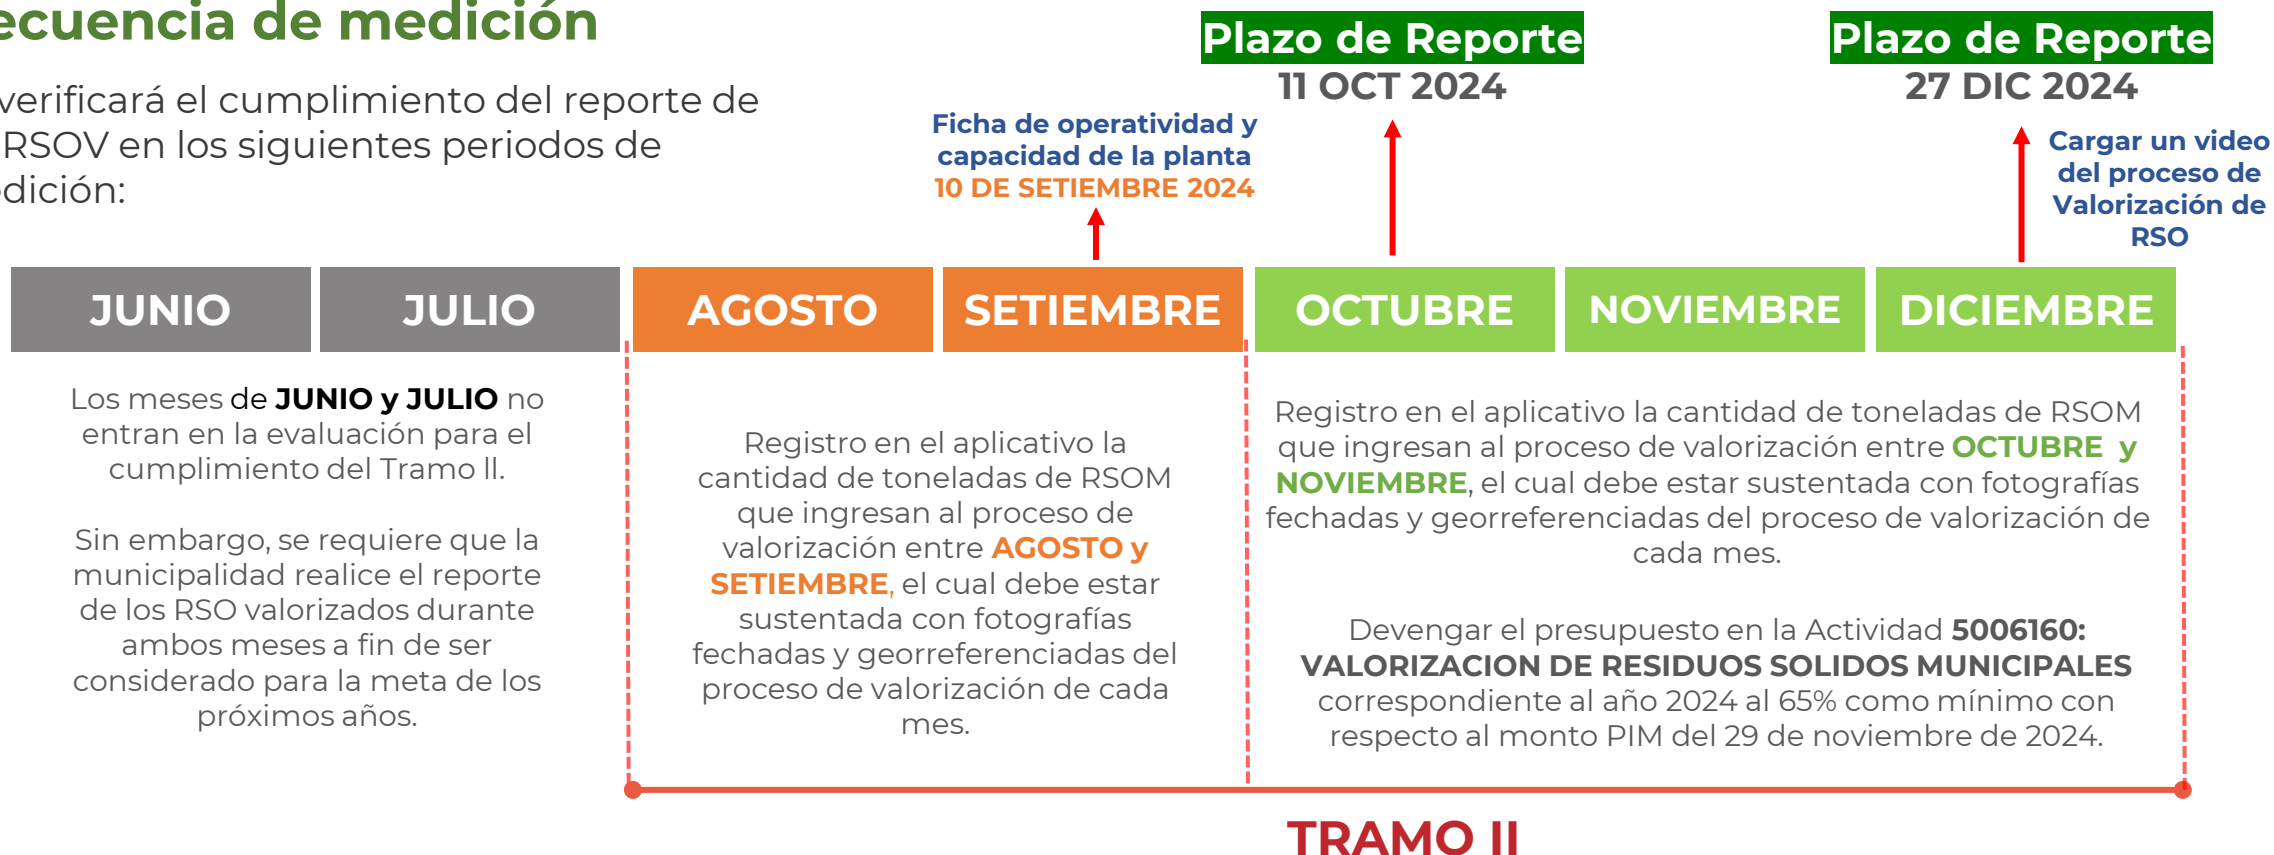 ecuencia de medición
verificará el cumplimiento del reporte de
RSOV en los siguientes periodos de
edición:
Ficha de operatividad y
capacidad de la planta
10 DE SETIEMBRE 2024
Plazo de Reporte
11 OCT 2024
Plazo de Reporte
27 DIC 2024
Cargar un video
del proceso de
Valorización de
RSO
JUNIO
JULIO
AGOSTO
SETIEMBRE
OCTUBRE
NOVIEMBRE
DICIEMBRE
Los meses de JUNIO y JULIO no
entran en la evaluación para el
cumplimiento del Tramo ll.
Sin embargo, se requiere que la
municipalidad realice el reporte
de los RSO valorizados durante
ambos meses a fin de ser
considerado para la meta de los
próximos años.
Registro en el aplicativo la
cantidad de toneladas de RSOM
que ingresan al proceso de
valorización entre AGOSTO y
SETIEMBRE, el cual debe estar
sustentada con fotografías
fechadas y georreferenciadas del
proceso de valorización de cada
mes.
Registro en el aplicativo la cantidad de toneladas de RSOM
que ingresan al proceso de valorización entre OCTUBRE y
NOVIEMBRE, el cual debe estar sustentada con fotografías
fechadas y georreferenciadas del proceso de valorización de
cada mes.
Devengar el presupuesto en la Actividad 5006160:
VALORIZACION DE RESIDUOS SOLIDOS MUNICIPALES
correspondiente al año 2024 al 65% como mínimo con
respecto al monto PIM del 29 de noviembre de 2024.
TRAMO II